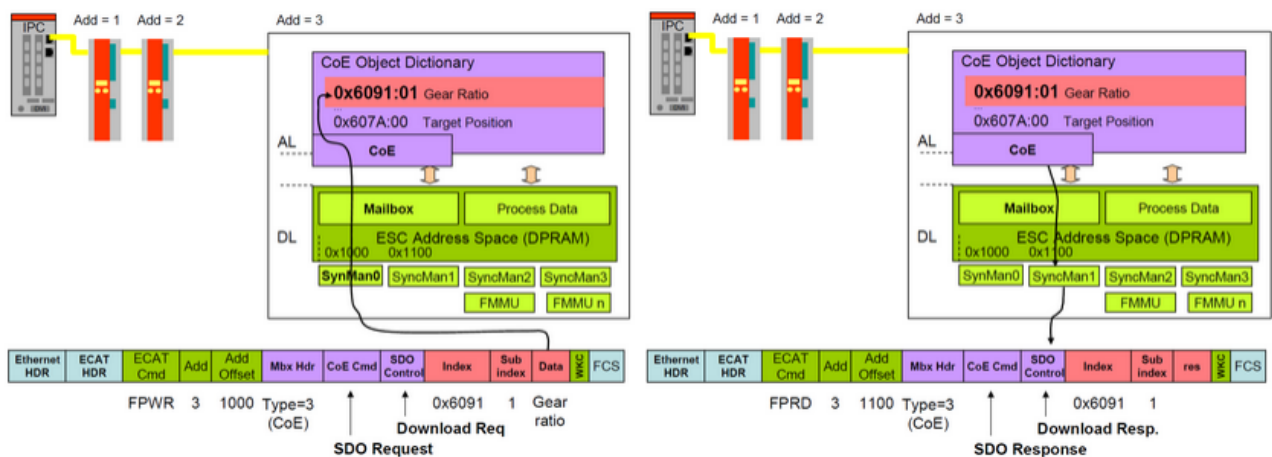 Add = 1
Add = 2
Add = 3
IPC
CoE Object Dictionary
0x6091:01 Gear Ratio
...
0x607A:00 Target Position
AL
CoE
Mailbox
Process Data
DL
ESC Address Space (DPRAM)
0x1000
0x1100
SynMan0
SyncMan1
SyncMan2
SyncMan3
FMMU
FMMU n
Ethernet HDR
ECAT HDR
ECAT Cmd
Add
Add Offset
Mbx Hdr
CoE Cmd
SDO Control
Index
Sub index
Data
WKC
FCS
FPWR
3
1000
Type=3
(CoE)
0x6091
1
Gear
ratio
Download Req
SDO Request
Add = 1
Add = 2
Add = 3
IPC
CoE Object Dictionary
0x6091:01 Gear Ratio
...
0x607A:00 Target Position
AL
CoE
Mailbox
Process Data
DL
ESC Address Space (DPRAM)
0x1000
0x1100
SynMan0
SyncMan1
SyncMan2
SyncMan3
FMMU
FMMU n
Ethernet HDR
ECAT HDR
ECAT Cmd
Add
Add Offset
Mbx Hdr
CoE Cmd
SDO Control
Index
Sub index
res
WKC
FCS
FPRD
3
1100
Type=3
(CoE)
0x6091
1
Download Resp.
SDO Response